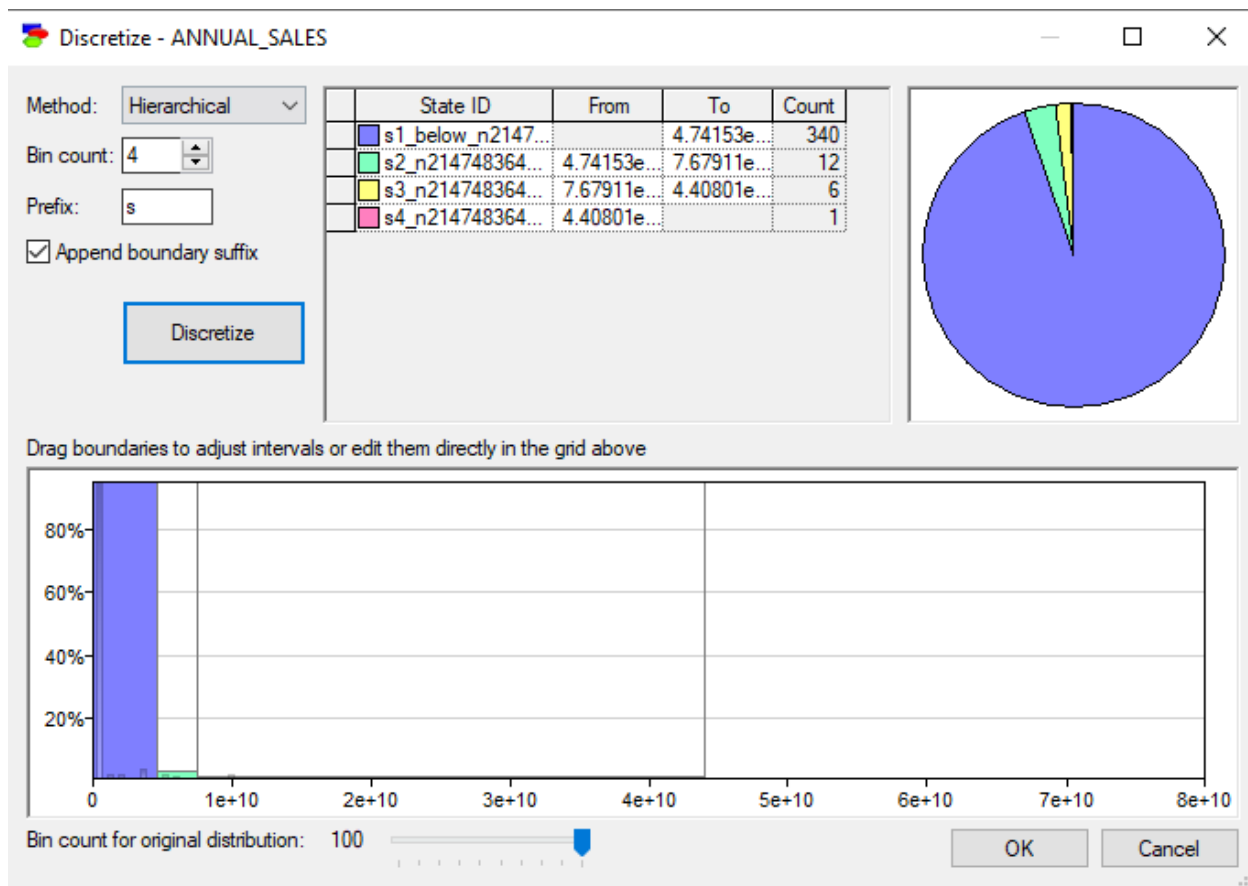 Discretize - ANNUAL_SALES
Method: Hierarchical
Bin count: 4
Prefix: s
Append boundary suffix
Discretize
State ID From To Count
s1_below_n2147... 4.74153e... 340
s2_n214748364... 4.74153e... 7.67911e... 12
s3_n214748364... 7.67911e... 4.40801e... 6
s4_n214748364... 4.40801e... 1
Drag boundaries to adjust intervals or edit them directly in the grid above
80%
60%
40%
20%
0 1e+10 2e+10 3e+10 4e+10 5e+10 6e+10 7e+10 8e+10
Bin count for original distribution: 100
OK Cancel